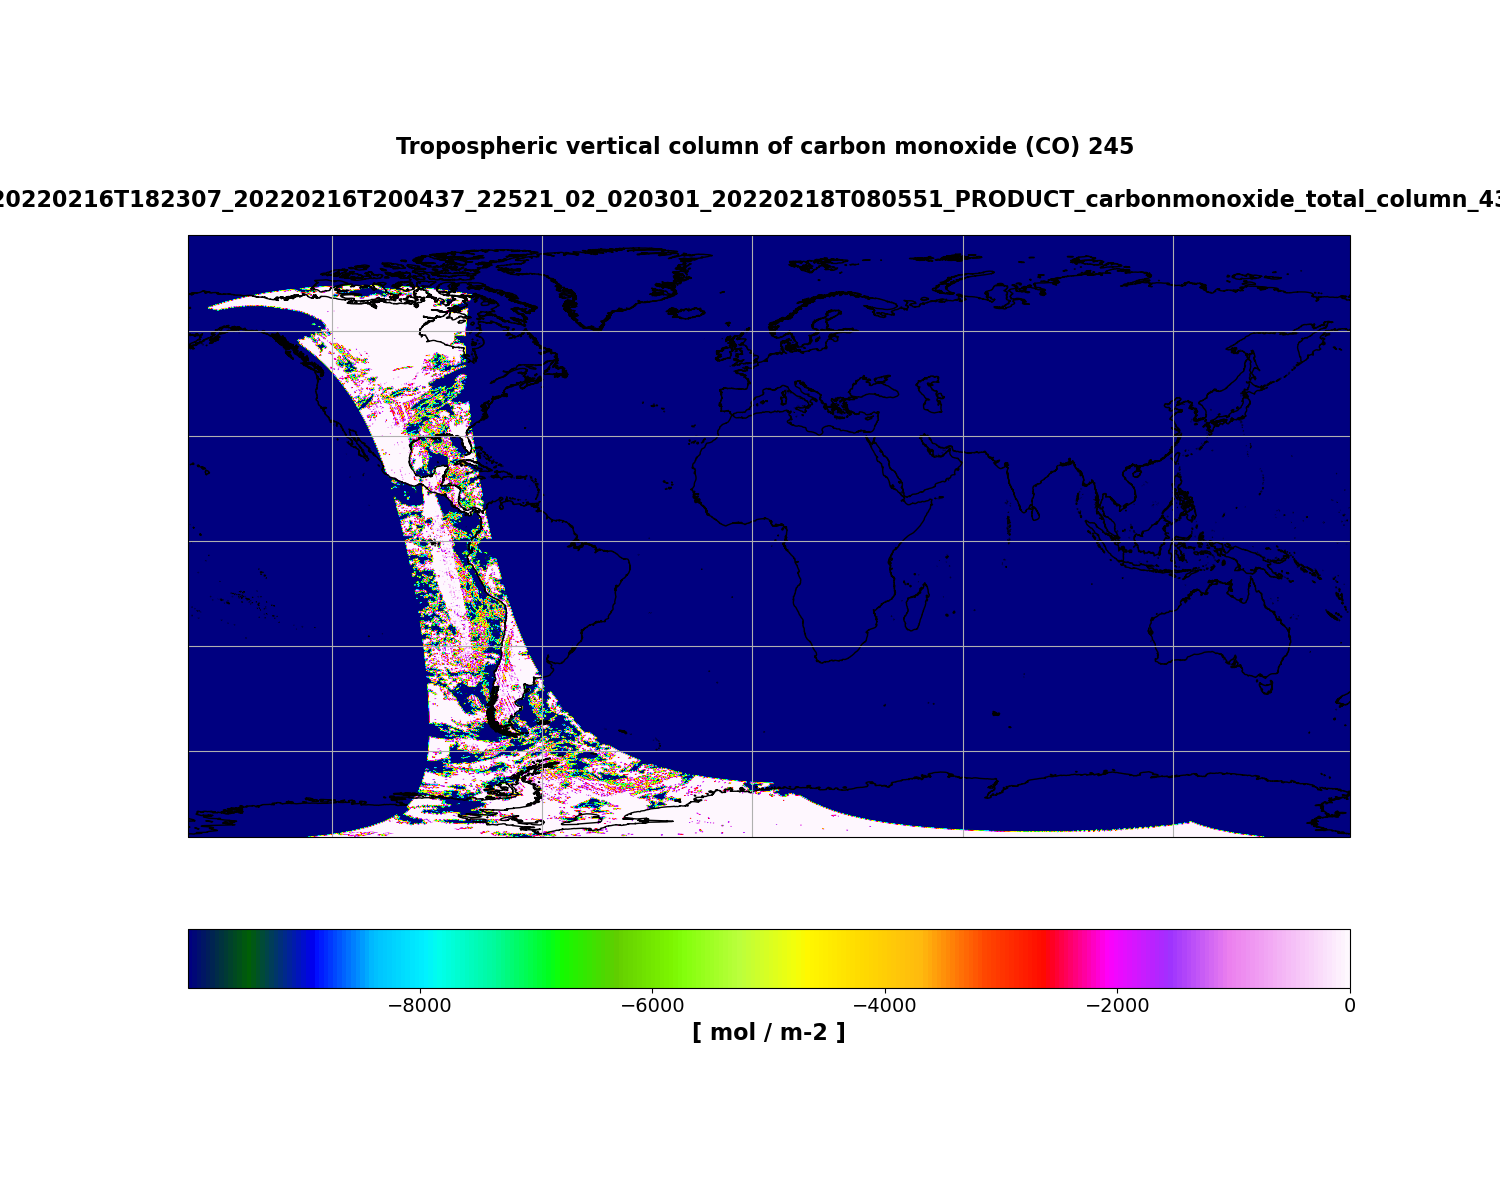 Tropospheric vertical column of carbon monoxide (CO) 245
20220216T182307_20220216T200437_22521_02_020301_20220218T080551_PRODUCT_carbonmonoxide_total_column_43
−8000 −6000 −4000 −2000 0
[ mol / m-2 ]